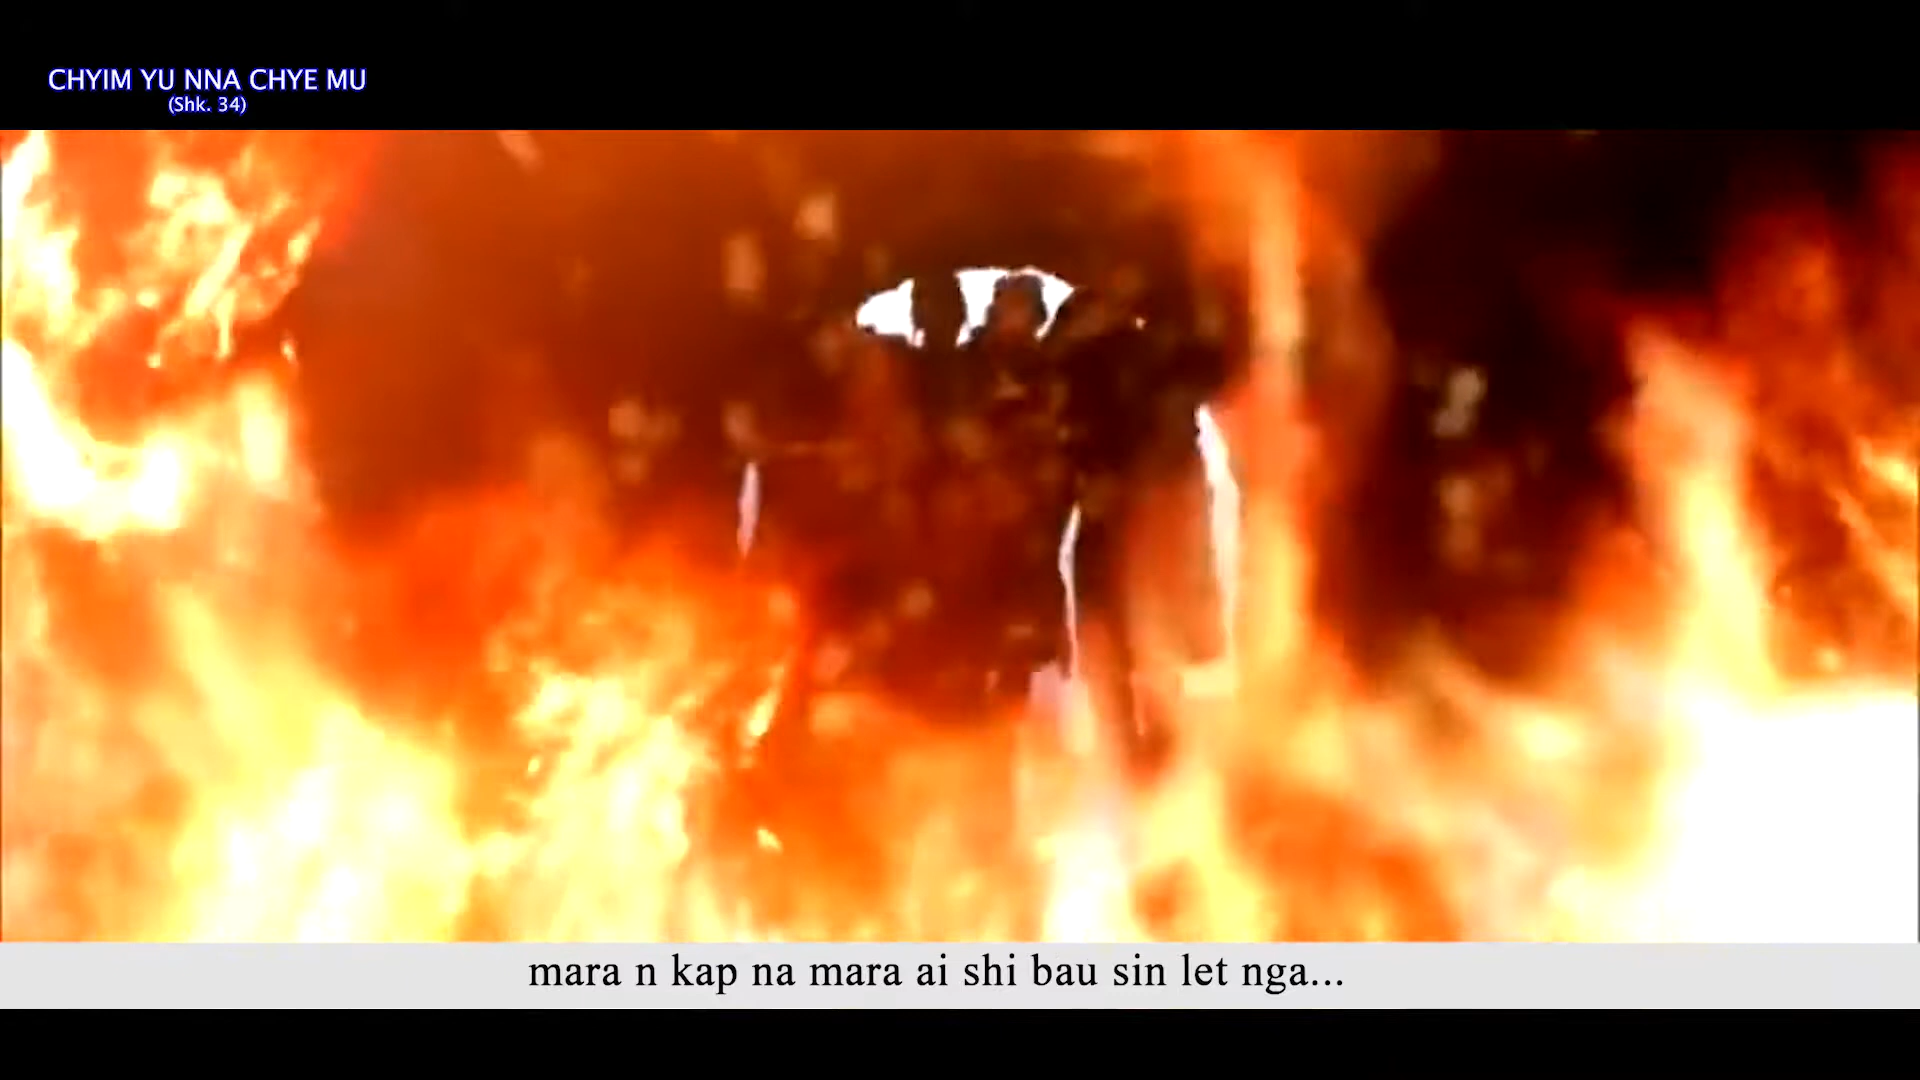 CHYIM YU NNA CHYE MU
(Shk. 34)
mara n kap na mara ai shi bau sin let nga...